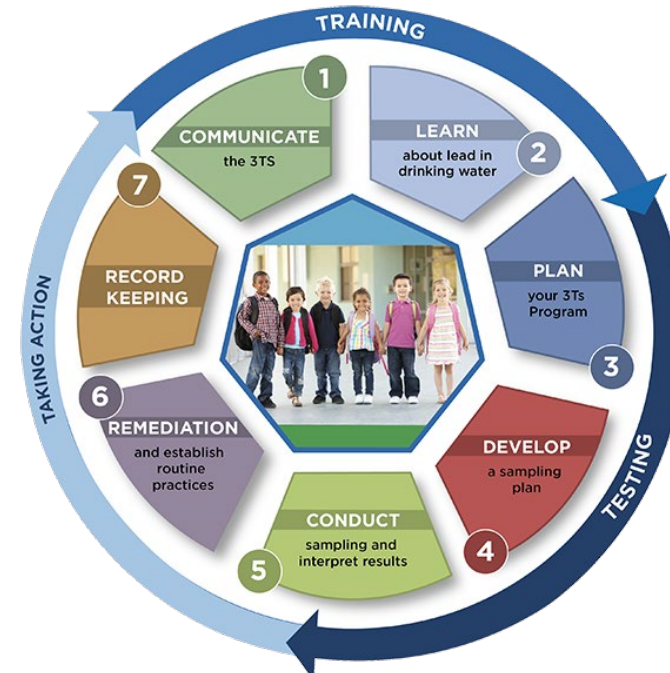 TRAINING
1
COMMUNICATE
the 3TS
2
LEARN
about lead in
drinking water
3
PLAN
your 3Ts
Program
TESTING
4
DEVELOP
a sampling
plan
5
CONDUCT
sampling and
interpret results
TAKING ACTION
6
REMEDIATION
and establish
routine
practices
7
RECORD
KEEPING